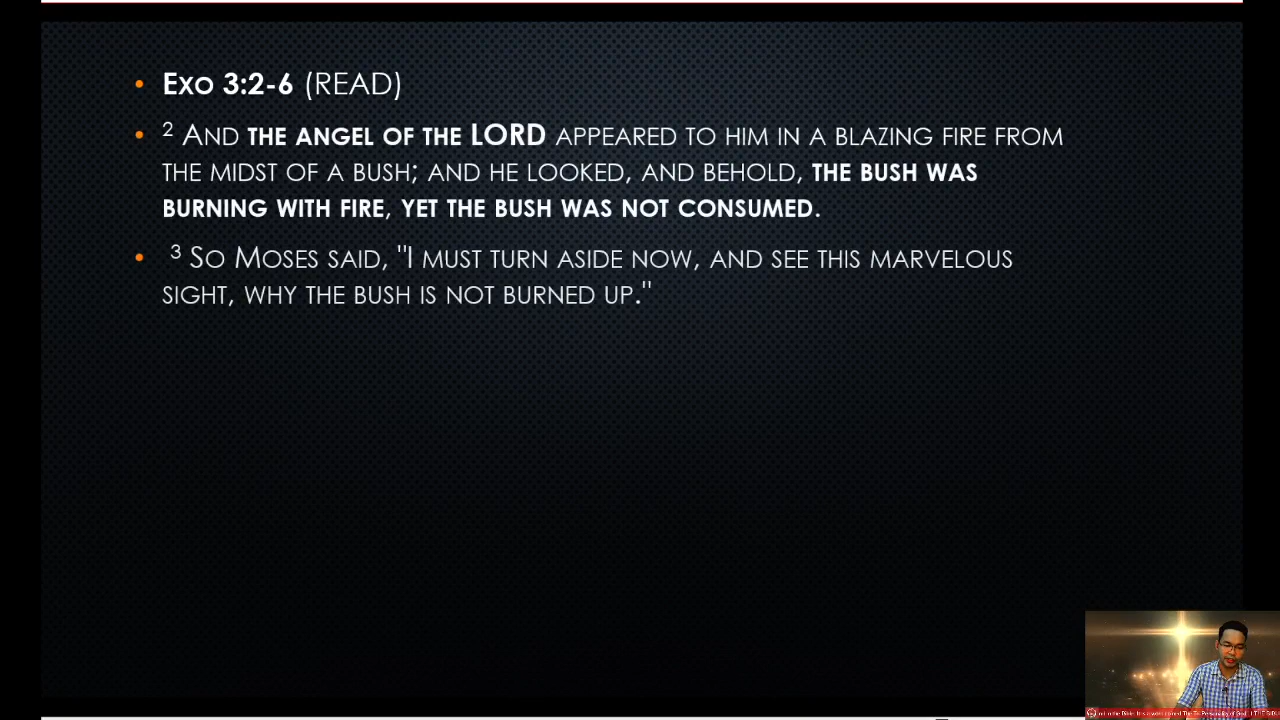 Exo 3:2-6 (READ)
2 And the angel of the LORD appeared to him in a blazing fire from
the midst of a bush; and he looked, and behold, the bush was
burning with fire, yet the bush was not consumed.
3 So Moses said, "I must turn aside now, and see this marvelous
sight, why the bush is not burned up."